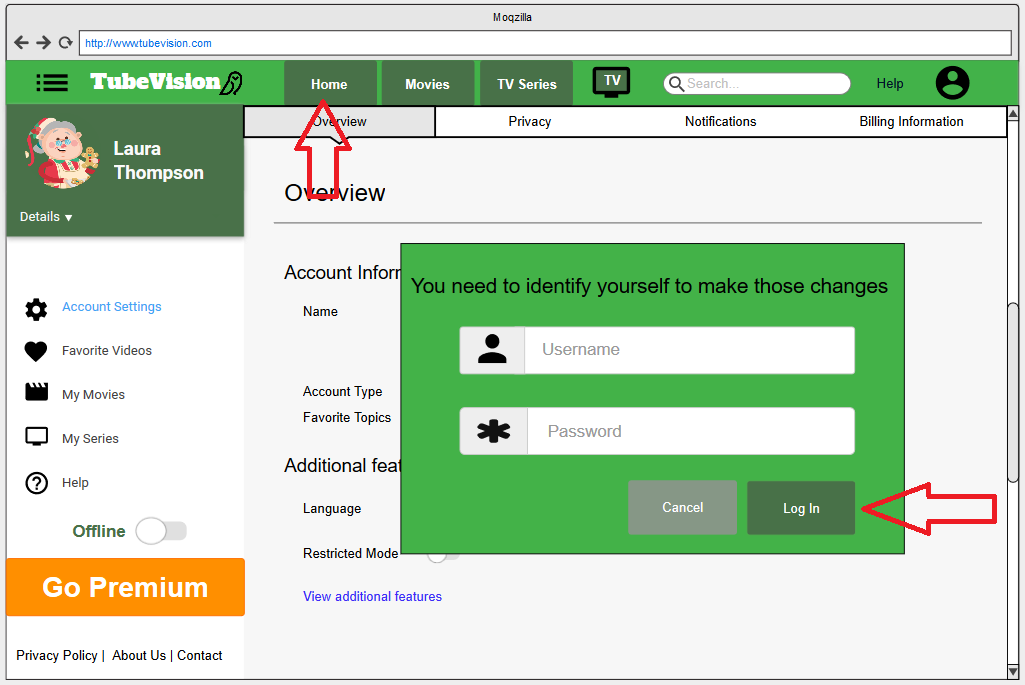 Moqzilla
http://www.tubevision.com
TubeVision
Home
Movies
TV Series
TV
Search...
Help
Laura
Thompson
Details ▼
Overview
Privacy
Notifications
Billing Information
Overview
Account Settings
Favorite Videos
My Movies
My Series
Help
Offline
Go Premium
Privacy Policy | About Us | Contact
Account Infor
Name
Account Type
Favorite Topics
Additional feat
Language
Restricted Mode
View additional features
You need to identify yourself to make those changes
Username
Password
Cancel
Log In